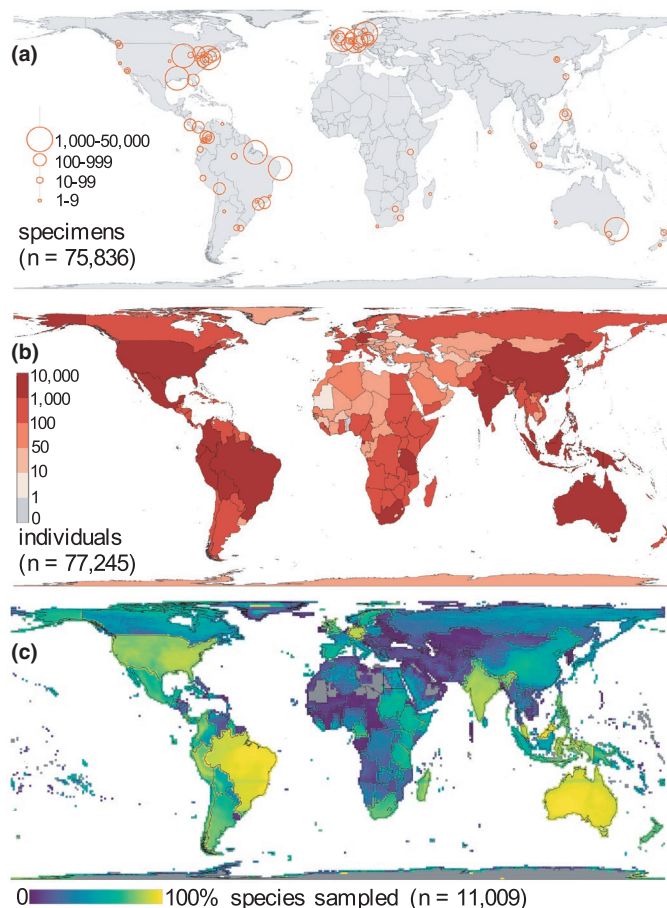 (a)
1,000-50,000
100-999
10-99
1-9
specimens
(n = 75,836)
(b)
10,000
1,000
100
50
10
1
0
individuals
(n = 77,245)
(c)
0 100% species sampled (n = 11,009)